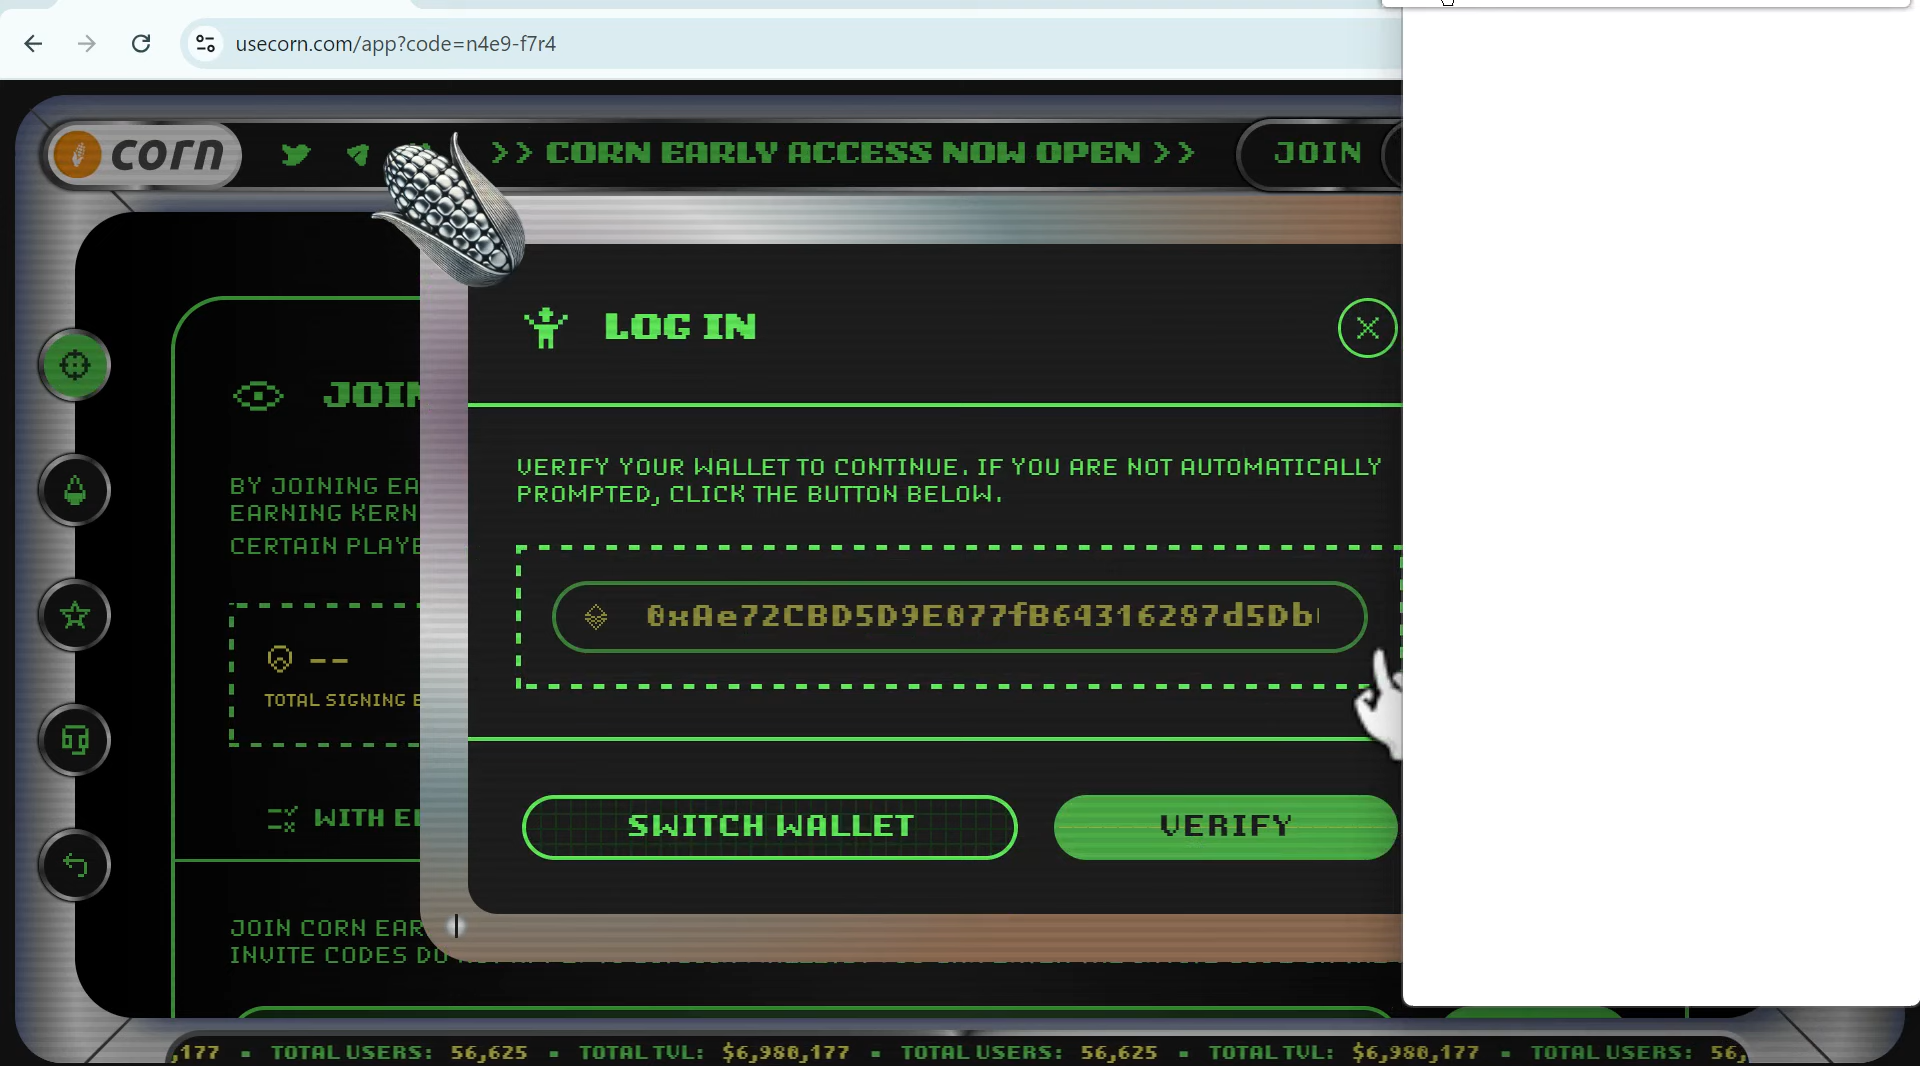 usecorn.com/app?code=n4e9-f7r4
corn
>> CORN EARLY ACCESS NOW OPEN >>
JOIN
LOG IN
JOIN
VERIFY YOUR WALLET TO CONTINUE. IF YOU ARE NOT AUTOMATICALLY
PROMPTED, CLICK THE BUTTON BELOW.
BY JOINING EA
EARNING KERN
CERTAIN PLAYE
0xAe72CBD5D9E077fB64316287d5Db
--
TOTAL SIGNING B
WITH
SWITCH WALLET
VERIFY
JOIN CORN EAR
INVITE CODES DO
,177 ▪ TOTAL USERS: 56,625 ▪ TOTAL TVL: $6,980,177 ▪ TOTAL USERS: 56,625 ▪ TOTAL TVL: $6,980,177 ▪ TOTAL USERS: 56,